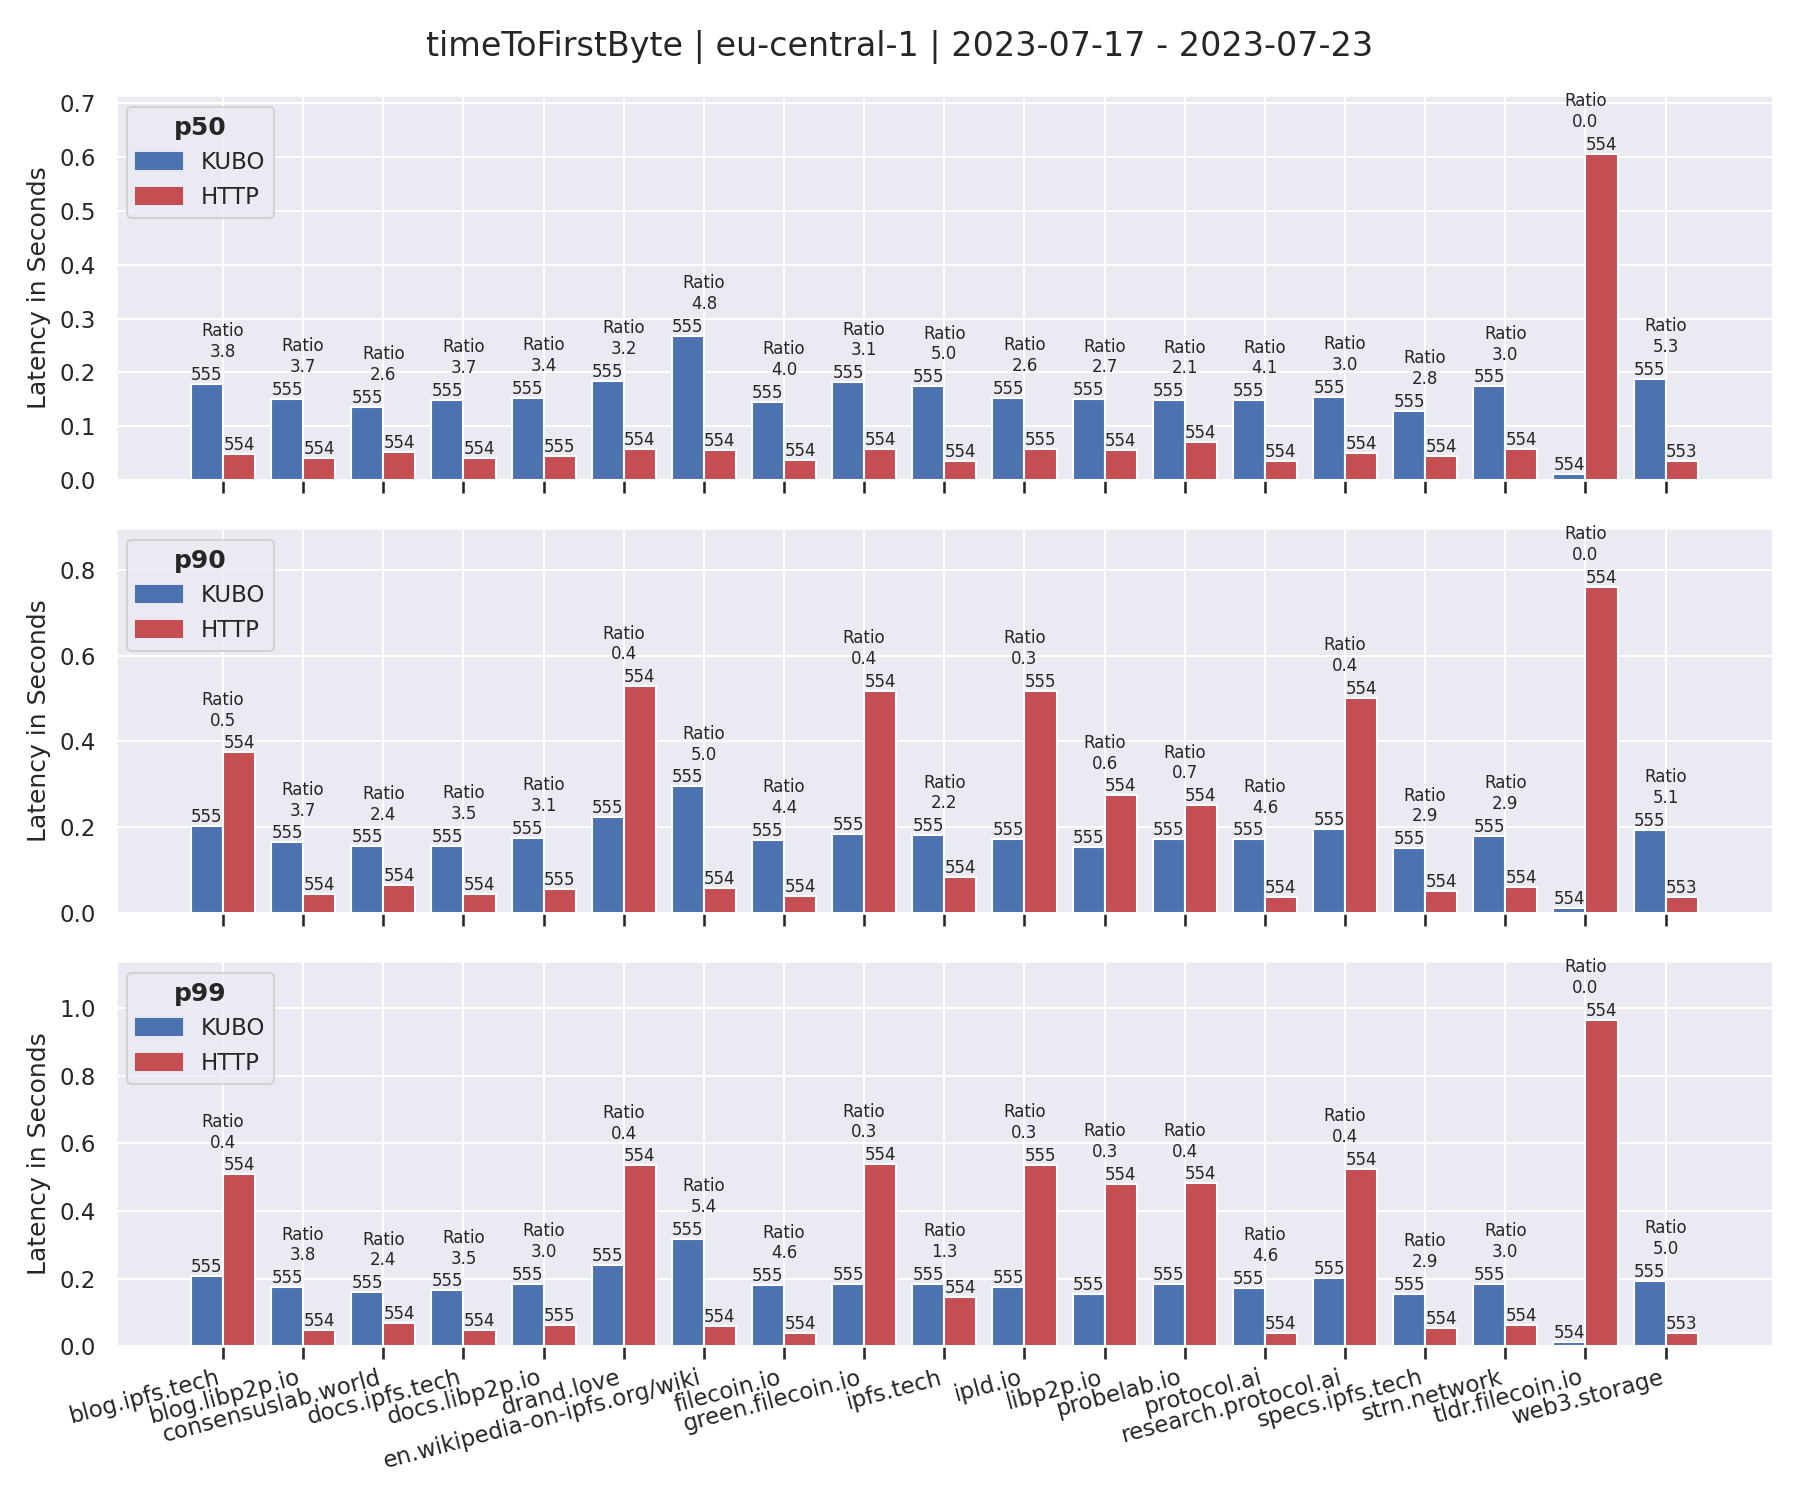 timeToFirstByte | eu-central-1 | 2023-07-17 - 2023-07-23
Latency in Seconds
0.7
0.6
0.5
0.4
0.3
0.2
0.1
0.0
p50
KUBO
HTTP
Ratio 3.8 555 554
Ratio 3.7 555 554
Ratio 2.6 555 554
Ratio 3.7 555 554
Ratio 3.4 555 555
Ratio 3.2 555 554
Ratio 4.8 555 554
Ratio 4.0 555 554
Ratio 3.1 555 554
Ratio 5.0 555 554
Ratio 2.6 555 555
Ratio 2.7 555 554
Ratio 2.1 555 554
Ratio 4.1 555 554
Ratio 3.0 555 554
Ratio 2.8 555 554
Ratio 3.0 555 554
Ratio 0.0 554 554
Ratio 5.3 555 553
Latency in Seconds
0.8
0.6
0.4
0.2
0.0
p90
KUBO
HTTP
Ratio 0.5 555 554
Ratio 3.7 555 554
Ratio 2.4 555 554
Ratio 3.5 555 554
Ratio 3.1 555 555
Ratio 0.4 555 554
Ratio 5.0 555 554
Ratio 4.4 555 554
Ratio 0.4 555 554
Ratio 2.2 555 554
Ratio 0.3 555 555
Ratio 0.6 555 554
Ratio 0.7 555 554
Ratio 4.6 555 554
Ratio 0.4 555 554
Ratio 2.9 555 554
Ratio 2.9 555 554
Ratio 0.0 554 554
Ratio 5.1 555 553
Latency in Seconds
1.0
0.8
0.6
0.4
0.2
0.0
p99
KUBO
HTTP
Ratio 0.4 555 554
Ratio 3.8 555 554
Ratio 2.4 555 554
Ratio 3.5 555 554
Ratio 3.0 555 555
Ratio 0.4 555 554
Ratio 5.4 555 554
Ratio 4.6 555 554
Ratio 0.3 555 554
Ratio 1.3 555 554
Ratio 0.3 555 555
Ratio 0.3 555 554
Ratio 0.4 555 554
Ratio 4.6 555 554
Ratio 0.4 555 554
Ratio 2.9 555 554
Ratio 3.0 555 554
Ratio 0.0 554 554
Ratio 5.0 555 553
blog.ipfs.tech
blog.libp2p.io
consensuslab.world
docs.ipfs.tech
docs.libp2p.io
drand.love
en.wikipedia-on-ipfs.org/wiki
filecoin.io
green.filecoin.io
ipfs.tech
ipld.io
libp2p.io
probelab.io
protocol.ai
research.protocol.ai
specs.ipfs.tech
strn.network
tldr.filecoin.io
web3.storage